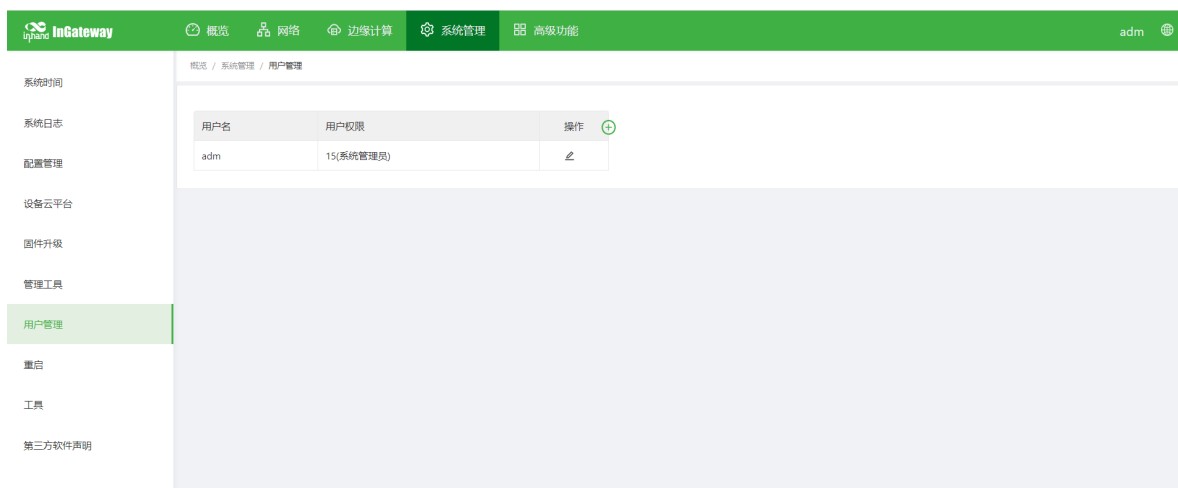 inhand InGateway 概览 网络 边缘计算 系统管理 高级功能 adm
概览 / 系统管理 / 用户管理
系统时间
系统日志
配置管理
设备云平台
固件升级
管理工具
用户管理
重启
工具
第三方软件声明
用户名 用户权限 操作
adm 15(系统管理员)